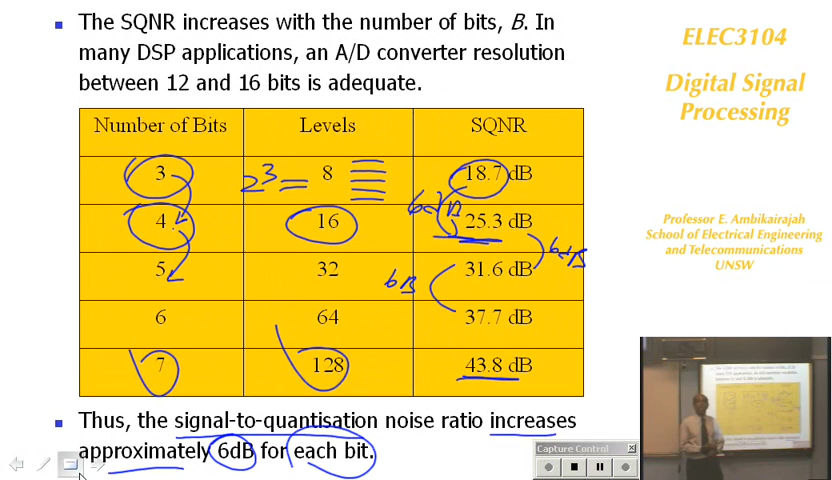 The SQNR increases with the number of bits, B. In
many DSP applications, an A/D converter resolution
between 12 and 16 bits is adequate.
Number of Bits Levels SQNR
3 2³ = 8 18.7 dB
6dB
4 16 25.3 dB
6dB
5 32 31.6 dB
6B
6 64 37.7 dB
7 128 43.8 dB
Thus, the signal-to-quantisation noise ratio increases
approximately 6dB for each bit.
ELEC3104
Digital Signal
Processing
Professor E. Ambikairajah
School of Electrical Engineering
and Telecommunications
UNSW
Capture Control